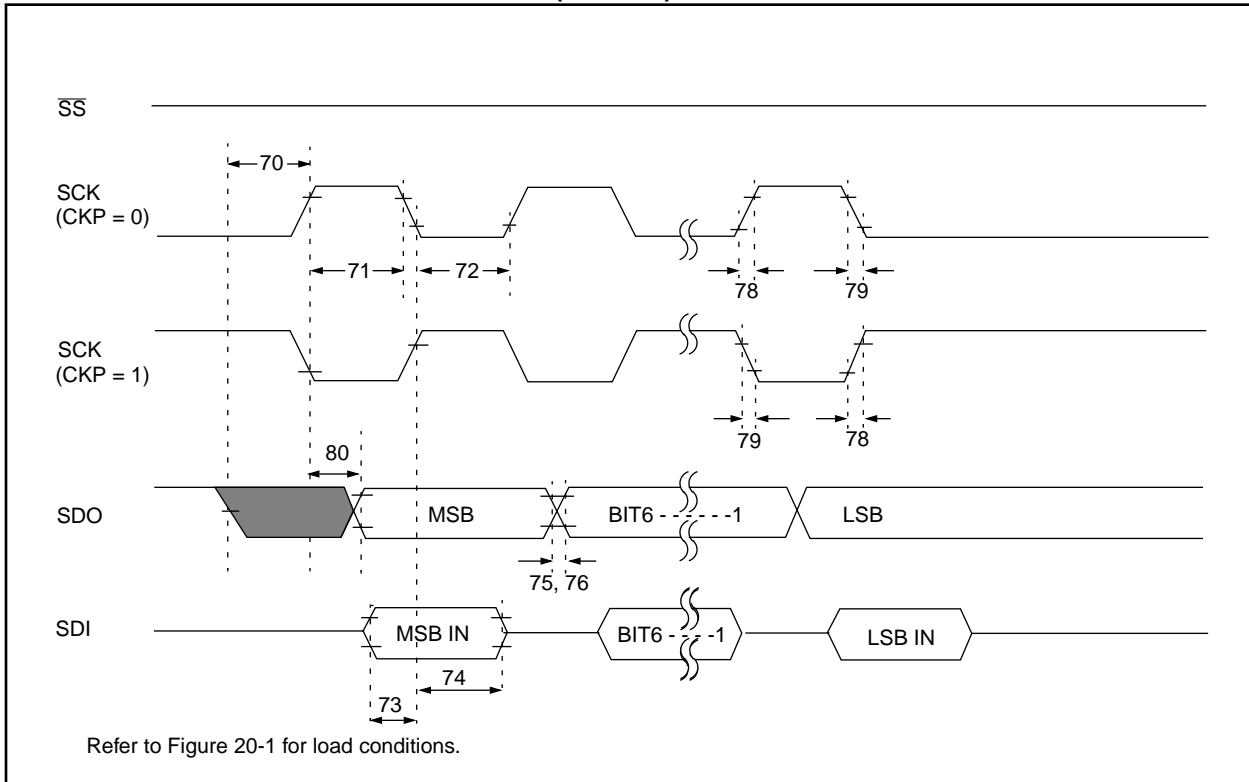 SS
70
SCK
(CKP = 0)
71
72
78
79
SCK
(CKP = 1)
79
78
80
SDO
MSB
BIT6 - - - - - -1
LSB
75, 76
SDI
MSB IN
BIT6 - - - - -1
LSB IN
74
73
Refer to Figure 20-1 for load conditions.